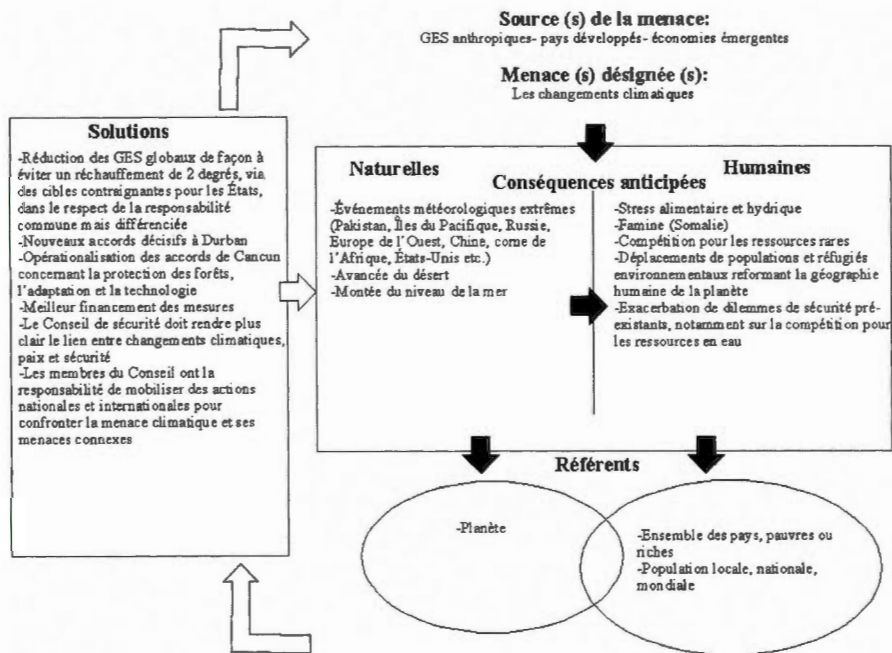 Source (s) de la menace:
GES anthropiques- pays développés- économies émergentes
Menace (s) désignée (s):
Les changements climatiques
Solutions
-Réduction des GES globaux de façon à
éviter un réchauffement de 2 degrés, via
des cibles contraignantes pour les États,
dans le respect de la responsabilité
commune mais différenciée
-Nouveaux accords décisifs à Durban
-Opérationalisation des accords de Cancun
concernant la protection des forêts,
l'adaptation et la technologie
-Meilleur financement des mesures
-Le Conseil de sécurité doit rendre plus
clair le lien entre changements climatiques,
paix et sécurité
-Les membres du Conseil ont la
responsabilité de mobiliser des actions
nationales et internationales pour
confronter la menace climatique et ses
menaces connexes
Conséquences anticipées
Naturelles
-Événements météorologiques extrêmes
(Pakistan, Îles du Pacifique, Russie,
Europe de l'Ouest, Chine, corne de
l'Afrique, États-Unis etc.)
-Avancée du désert
-Montée du niveau de la mer
Humaines
-Stress alimentaire et hydrique
-Famine (Somalie)
-Compétition pour les ressources rares
-Déplacements de populations et réfugiés
environnementaux reformant la géographie
humaine de la planète
-Exacerbation de dilemmes de sécurité pré-
existants, notamment sur la compétition pour
les ressources en eau
Référents
-Planète
-Ensemble des pays, pauvres ou
riches
-Population locale, nationale,
mondiale